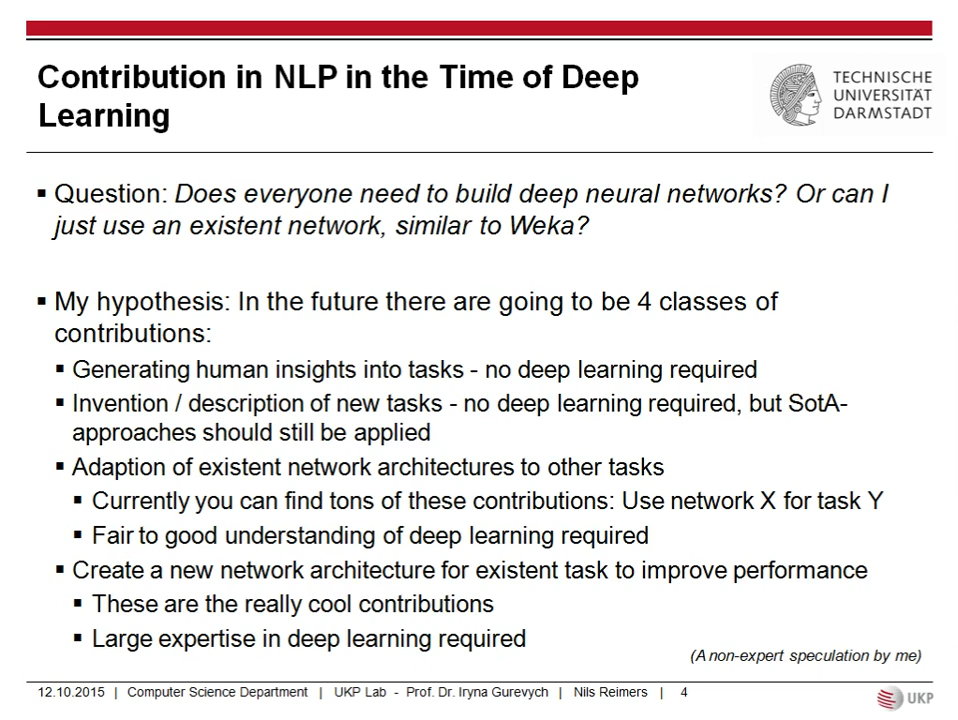 Contribution in NLP in the Time of Deep
Learning
TECHNISCHE
UNIVERSITÄT
DARMSTADT
▪ Question: Does everyone need to build deep neural networks? Or can I
just use an existent network, similar to Weka?
▪ My hypothesis: In the future there are going to be 4 classes of
contributions:
▪ Generating human insights into tasks - no deep learning required
▪ Invention / description of new tasks - no deep learning required, but SotA-
approaches should still be applied
▪ Adaption of existent network architectures to other tasks
▪ Currently you can find tons of these contributions: Use network X for task Y
▪ Fair to good understanding of deep learning required
▪ Create a new network architecture for existent task to improve performance
▪ These are the really cool contributions
▪ Large expertise in deep learning required
(A non-expert speculation by me)
12.10.2015 | Computer Science Department | UKP Lab - Prof. Dr. Iryna Gurevych | Nils Reimers | 4
UKP